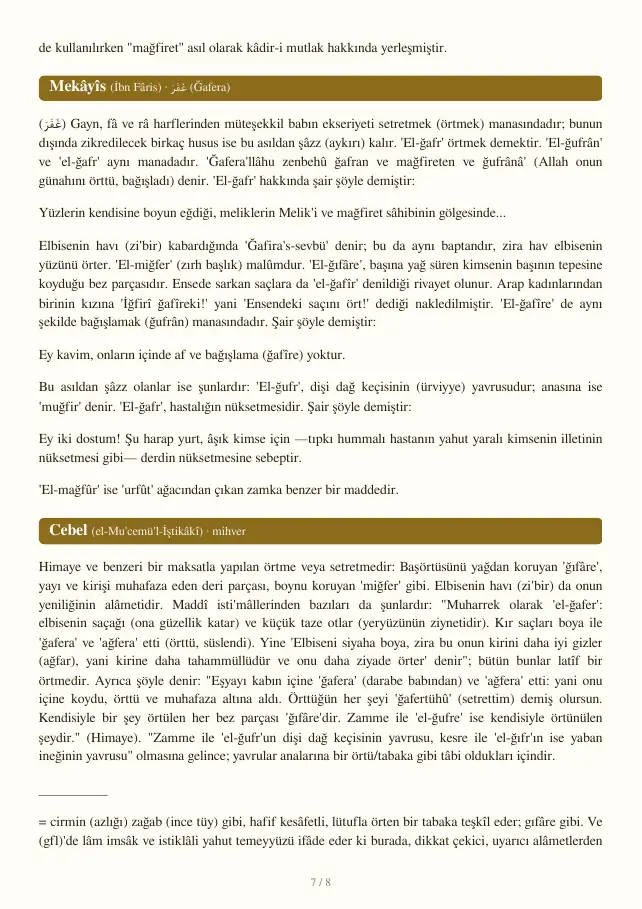 de kullanılırken "mağfiret" asıl olarak kâdir-i mutlak hakkında yerleşmiştir.
Mekâyîs (İbn Fâris) · غَفَرَ (Ğafera)
(غَفَرَ) Gayn, fâ ve râ harflerinden müteşekkil babın ekseriyeti setretmek (örtmek) manasındadır; bunun
dışında zikredilecek birkaç husus ise bu asıldan şâzz (aykırı) kalır. 'El-ğafr' örtmek demektir. 'El-ğufrân'
ve 'el-ğafr' aynı manadadır. 'Ğafera'llâhu zenbehû ğafran ve mağfireten ve ğufrânâ' (Allah onun
günahını örttü, bağışladı) denir. 'El-ğafr' hakkında şair şöyle demiştir:
Yüzlerin kendisine boyun eğdiği, meliklerin Melik'i ve mağfiret sâhibinin gölgesinde...
Elbisenin havı (zi'bir) kabardığında 'Ğafira's-sevbü' denir; bu da aynı baptandır, zira hav elbisenin
yüzünü örter. 'El-miğfer' (zırh başlık) malûmdur. 'El-ğıfâre', başına yağ süren kimsenin başının tepesine
koyduğu bez parçasıdır. Ensede sarkan saçlara da 'el-ğafîr' denildiği rivayet olunur. Arap kadınlarından
birinin kızına 'İğfirî ğafîreki!' yani 'Ensendeki saçını ört!' dediği nakledilmiştir. 'El-ğafîre' de aynı
şekilde bağışlamak (ğufrân) manasındadır. Şair şöyle demiştir:
Ey kavim, onların içinde af ve bağışlama (ğafîre) yoktur.
Bu asıldan şâzz olanlar ise şunlardır: 'El-ğufr', dişi dağ keçisinin (ürviyye) yavrusudur; anasına ise
'muğfir' denir. 'El-ğafr', hastalığın nüksetmesidir. Şair şöyle demiştir:
Ey iki dostum! Şu harap yurt, âşık kimse için —tıpkı hummalı hastanın yahut yaralı kimsenin illetinin
nüksetmesi gibi— derdin nüksetmesine sebeptir.
'El-mağfûr' ise 'urfût' ağacından çıkan zamka benzer bir maddedir.
Cebel (el-Mu'cemü'l-İştikâkî) · mihver
Himaye ve benzeri bir maksatla yapılan örtme veya setretmedir: Başörtüsünü yağdan koruyan 'ğıfâre',
yayı ve kirişi muhafaza eden deri parçası, boynu koruyan 'miğfer' gibi. Elbisenin havı (zi'bir) da onun
yeniliğinin alâmetidir. Maddî isti'mâllerinden bazıları da şunlardır: "Muharrek olarak 'el-ğafer':
elbisenin saçağı (ona güzellik katar) ve küçük taze otlar (yeryüzünün ziynetidir). Kır saçları boya ile
'ğafera' ve 'ağfera' etti (örttü, süslendi). Yine 'Elbiseni siyaha boya, zira bu onun kirini daha iyi gizler
(ağfar), yani kirine daha tahammüllüdür ve onu daha ziyade örter' denir"; bütün bunlar latîf bir
örtmedir. Ayrıca şöyle denir: "Eşyayı kabın içine 'ğafera' (darabe babından) ve 'ağfera' etti: yani onu
içine koydu, örttü ve muhafaza altına aldı. Örttüğün her şeyi 'ğafertühû' (setrettim) demiş olursun.
Kendisiyle bir şey örtülen her bez parçası 'ğıfâre'dir. Zamme ile 'el-ğufre' ise kendisiyle örtünülen
şeydir." (Himaye). "Zamme ile 'el-ğufr'un dişi dağ keçisinin yavrusu, kesre ile 'el-ğıfr'ın ise yaban
ineğinin yavrusu" olmasına gelince; yavrular analarına bir örtü/tabaka gibi tâbi oldukları içindir.
= cirmin (azlığı) zağab (ince tüy) gibi, hafif kesâfetli, lütufla örten bir tabaka teşkîl eder; gıfâre gibi. Ve
(gfl)'de lâm imsâk ve istiklâli yahut temeyyüzü ifâde eder ki burada, dikkat çekici, uyarıcı alâmetlerden
7 / 8